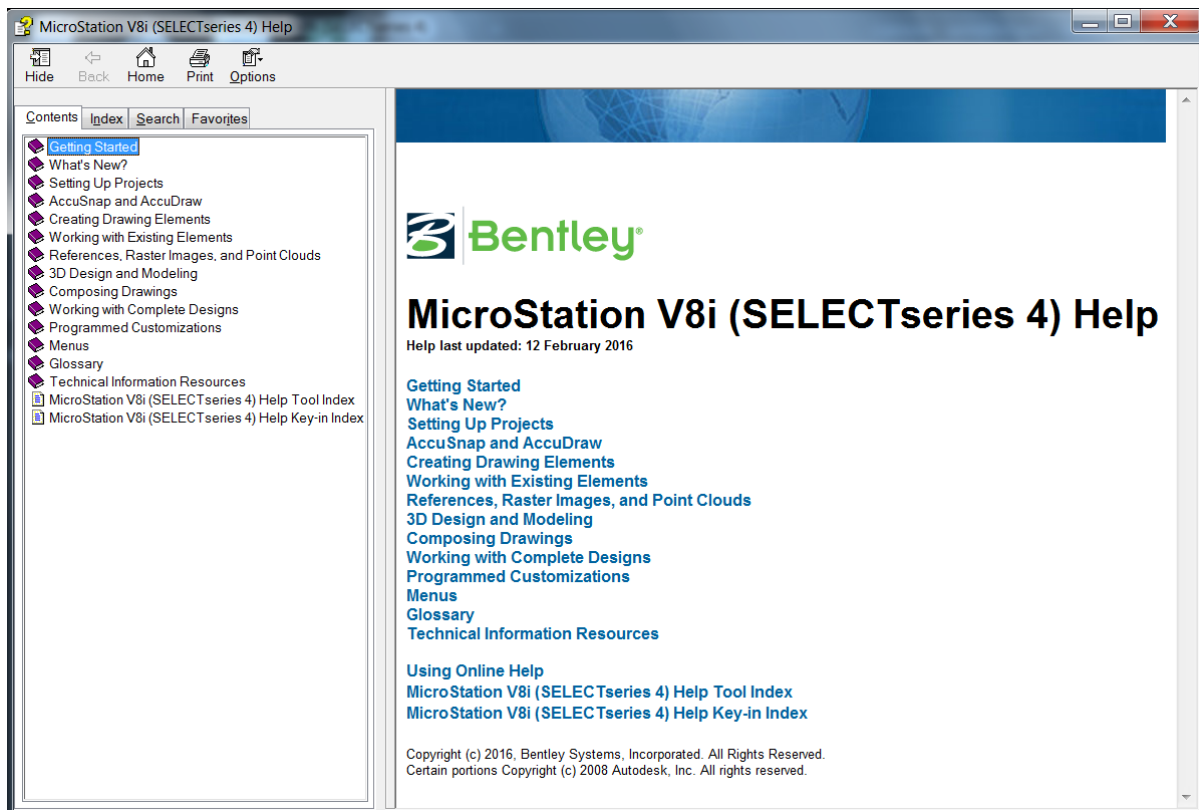 MicroStation V8i (SELECTseries 4) Help
Hide Back Home Print Options
Contents Index Search Favorites
Getting Started
What's New?
Setting Up Projects
AccuSnap and AccuDraw
Creating Drawing Elements
Working with Existing Elements
References, Raster Images, and Point Clouds
3D Design and Modeling
Composing Drawings
Working with Complete Designs
Programmed Customizations
Menus
Glossary
Technical Information Resources
MicroStation V8i (SELECTseries 4) Help Tool Index
MicroStation V8i (SELECTseries 4) Help Key-in Index
Bentley®
MicroStation V8i (SELECTseries 4) Help
Help last updated: 12 February 2016
Getting Started
What's New?
Setting Up Projects
AccuSnap and AccuDraw
Creating Drawing Elements
Working with Existing Elements
References, Raster Images, and Point Clouds
3D Design and Modeling
Composing Drawings
Working with Complete Designs
Programmed Customizations
Menus
Glossary
Technical Information Resources
Using Online Help
MicroStation V8i (SELECTseries 4) Help Tool Index
MicroStation V8i (SELECTseries 4) Help Key-in Index
Copyright (c) 2016, Bentley Systems, Incorporated. All Rights Reserved.
Certain portions Copyright (c) 2008 Autodesk, Inc. All rights reserved.